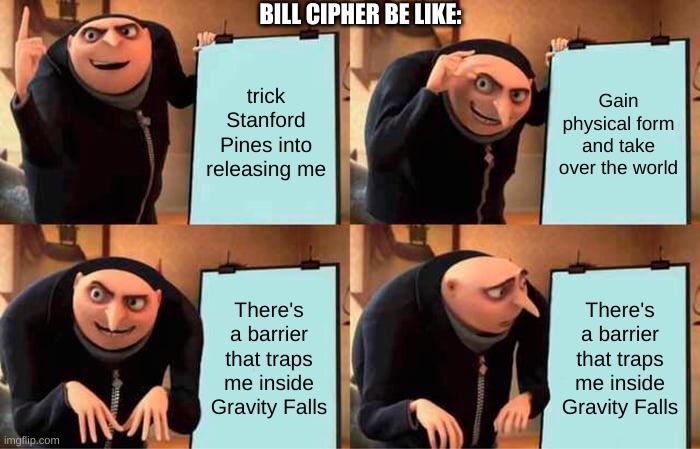 BILL CIPHER BE LIKE:
trick
Stanford
Pines into
releasing me
Gain
physical form
and take
over the world
There's
a barrier
that traps
me inside
Gravity Falls
There's
a barrier
that traps
me inside
Gravity Falls
imgflip.com